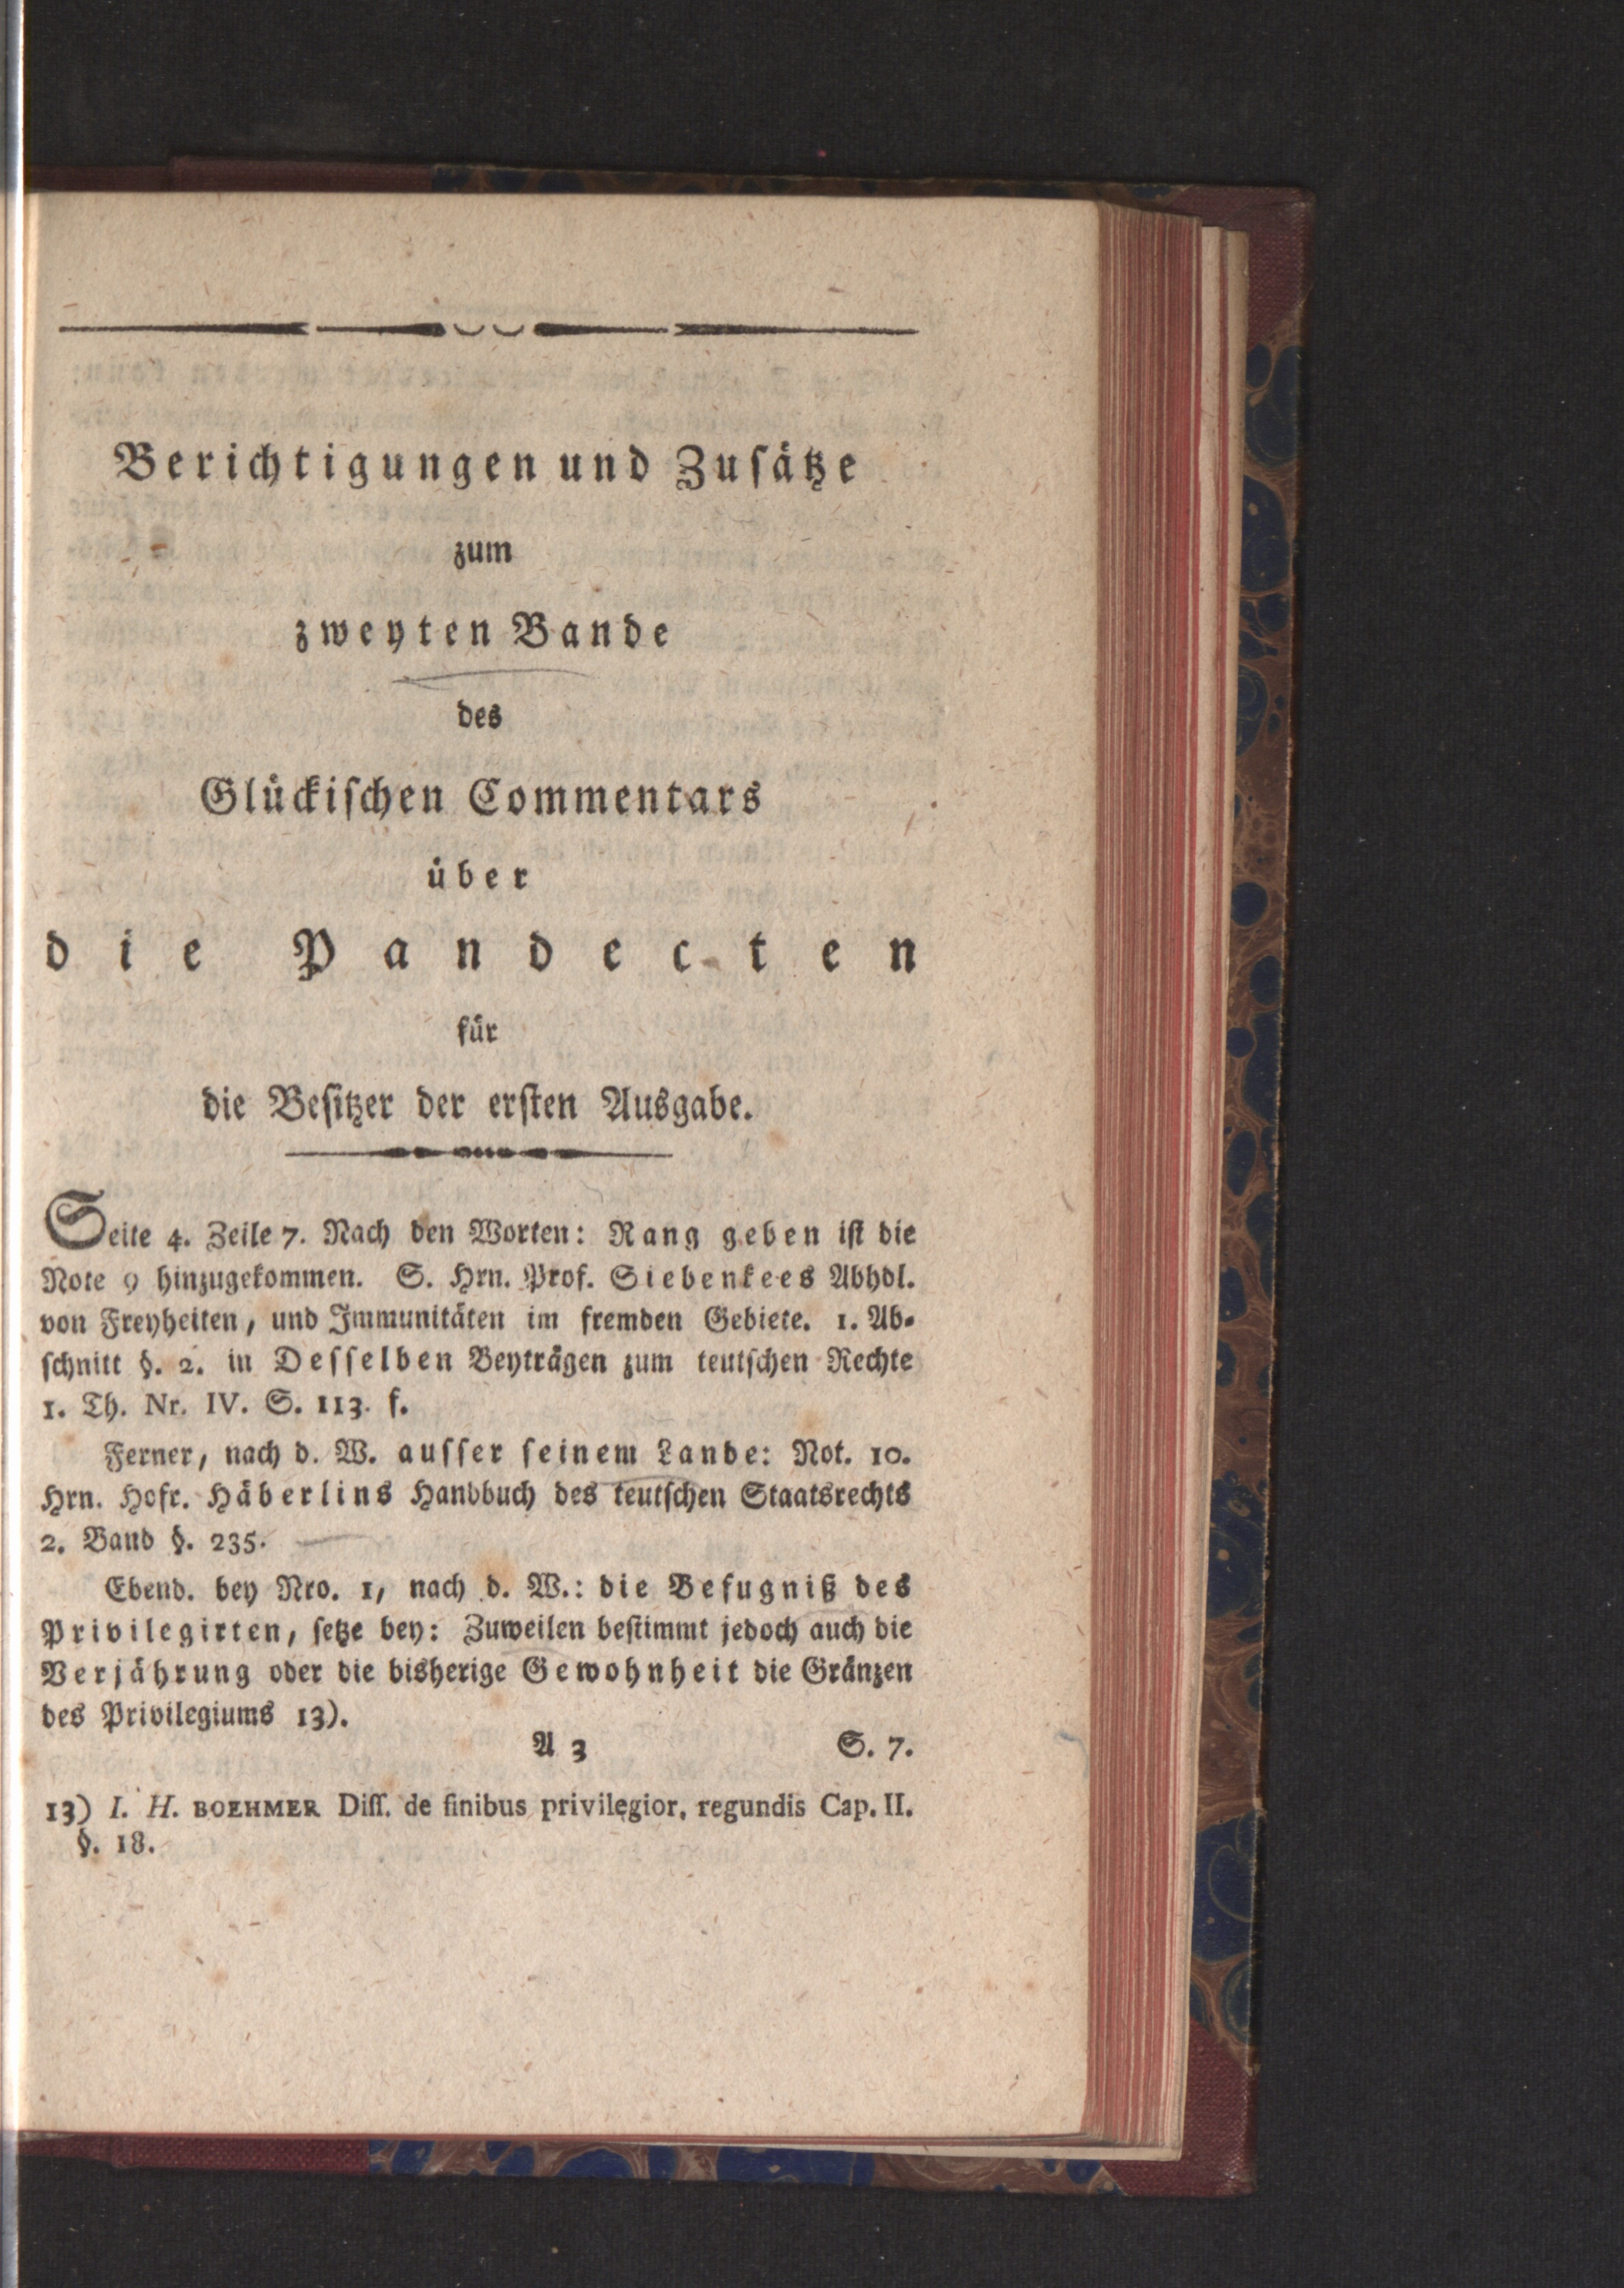 Berichtigungen und Zuſätze
zum
zweyten Bande
des
Glückiſchen Commentars
über
die Pandecten
für
die Beſitzer der erſten Ausgabe.
Seite 4. Zeile 7. Nach den Worten: Rang geben iſt die
Note 9 hinzugekommen. S. Hrn. Prof. Siebenkees Abhdl.
von Freyheiten, und Immunitäten im fremden Gebiete. 1. Ab-
ſchnitt §. 2. in Deſſelben Beyträgen zum teutſchen Rechte
1. Th. Nr. IV. S. 113. f.
Ferner, nach d. W. auſſer ſeinem Lande: Not. 10.
Hrn. Hofr. Häberlins Handbuch des teutſchen Staatsrechts
2. Band §. 235.
Ebend. bey Nro. 1, nach d. W.: die Befugniß des
Privilegirten, ſetze bey: Zuweilen beſtimmt jedoch auch die
Verjährung oder die bisherige Gewohnheit die Gränzen
des Privilegiums 13).
A 3 S. 7.
13) I. H. BOEHMER Diſſ. de finibus privilegior. regundis Cap. II.
§. 18.